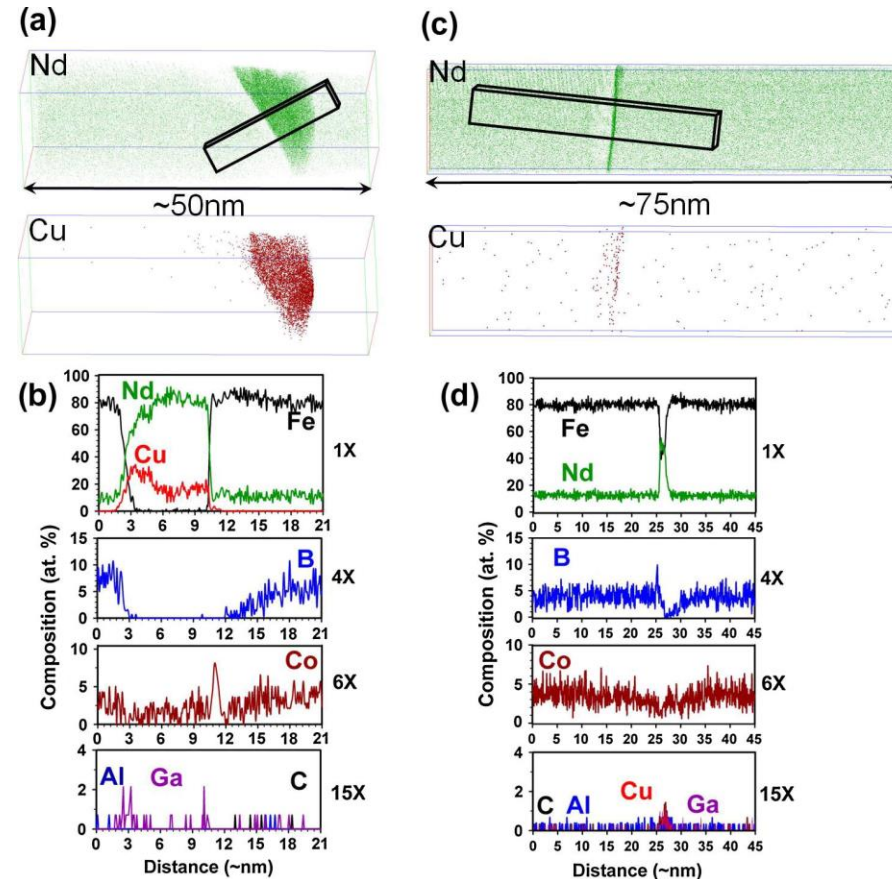 (a)
Nd
~50nm
Cu
(b)
Composition (at. %)
100
80
60
40
20
0
Nd
Fe
Cu
1X
0 3 6 9 12 15 18 21
15
10
5
0
B
4X
0 3 6 9 12 15 18 21
10
5
0
Co
6X
0 3 6 9 12 15 18 21
4
2
0
Al Ga C
15X
0 3 6 9 12 15 18 21
Distance (~nm)
(c)
Nd
~75nm
Cu
(d)
Composition (at. %)
100
80
60
40
20
0
Fe
Nd
1X
0 5 10 15 20 25 30 35 40 45
15
10
5
0
B
4X
0 5 10 15 20 25 30 35 40 45
10
5
0
Co
6X
0 5 10 15 20 25 30 35 40 45
4
2
0
C Al Cu Ga
15X
0 5 10 15 20 25 30 35 40 45
Distance (~nm)